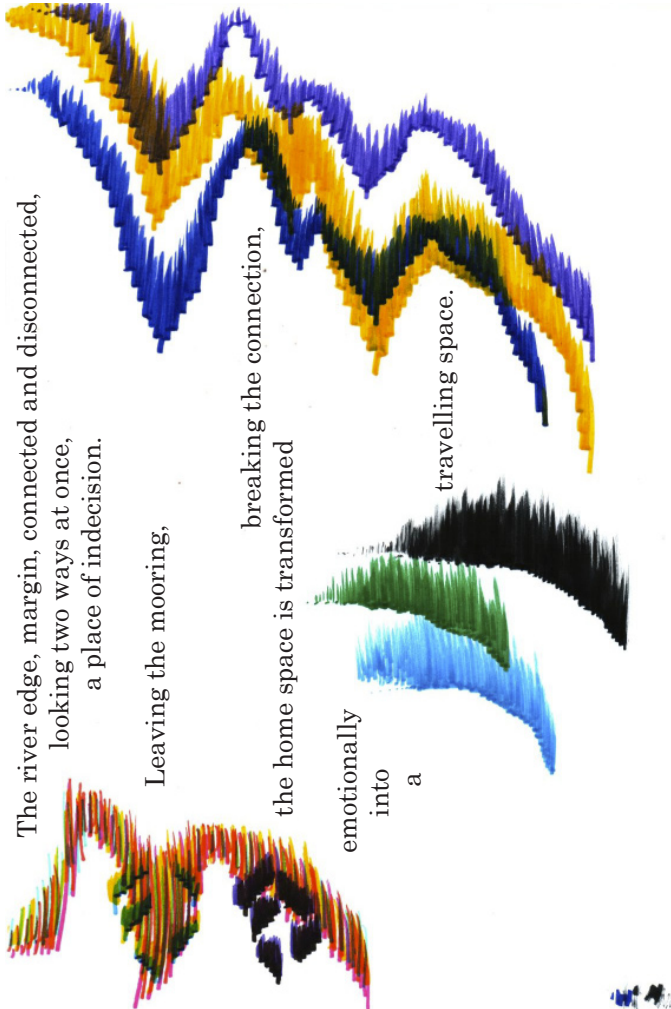 The river edge, margin, connected and disconnected,
looking two ways at once,
a place of indecision.
Leaving the mooring,
breaking the connection,
the home space is transformed
emotionally
into
a
travelling space.